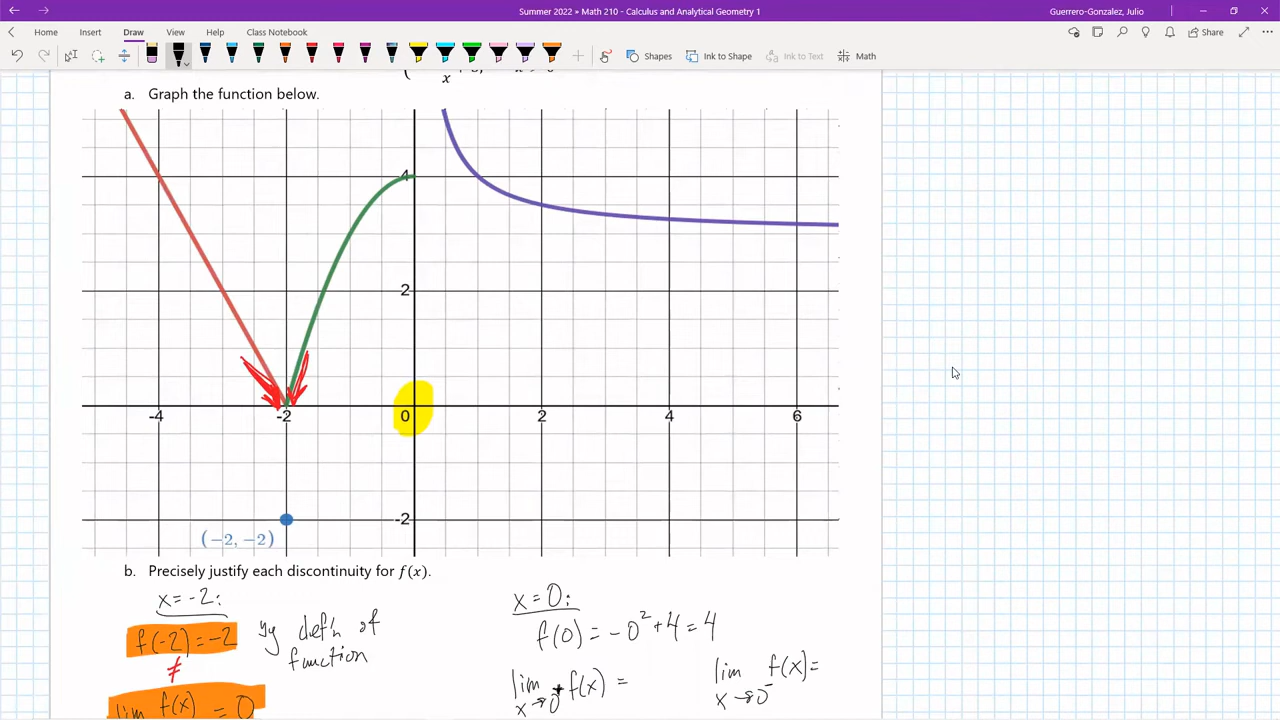 Summer 2022 » Math 210 - Calculus and Analytical Geometry 1
Guerrero-Gonzalez, Julio
Home Insert Draw View Help Class Notebook
Share
Shapes Ink to Shape Ink to Text Math
x
a. Graph the function below.
4
2
-4 -2 0 2 4 6
-2
(−2, −2)
b. Precisely justify each discontinuity for f(x).
x = -2:
f(-2) = -2
≠
lim f(x) = 0
by defn of
function
x = 0:
f(0) = -0² + 4 = 4
lim f(x) =
x→0⁺
lim f(x) =
x→0⁻